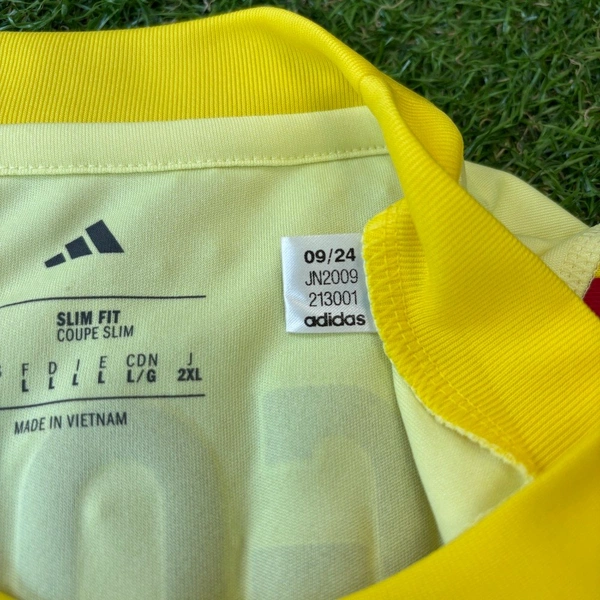 09/24
JN2009
213001
adidas
SLIM FIT
COUPE SLIM
F D I E CDN J
L L L L L/G 2XL
MADE IN VIETNAM